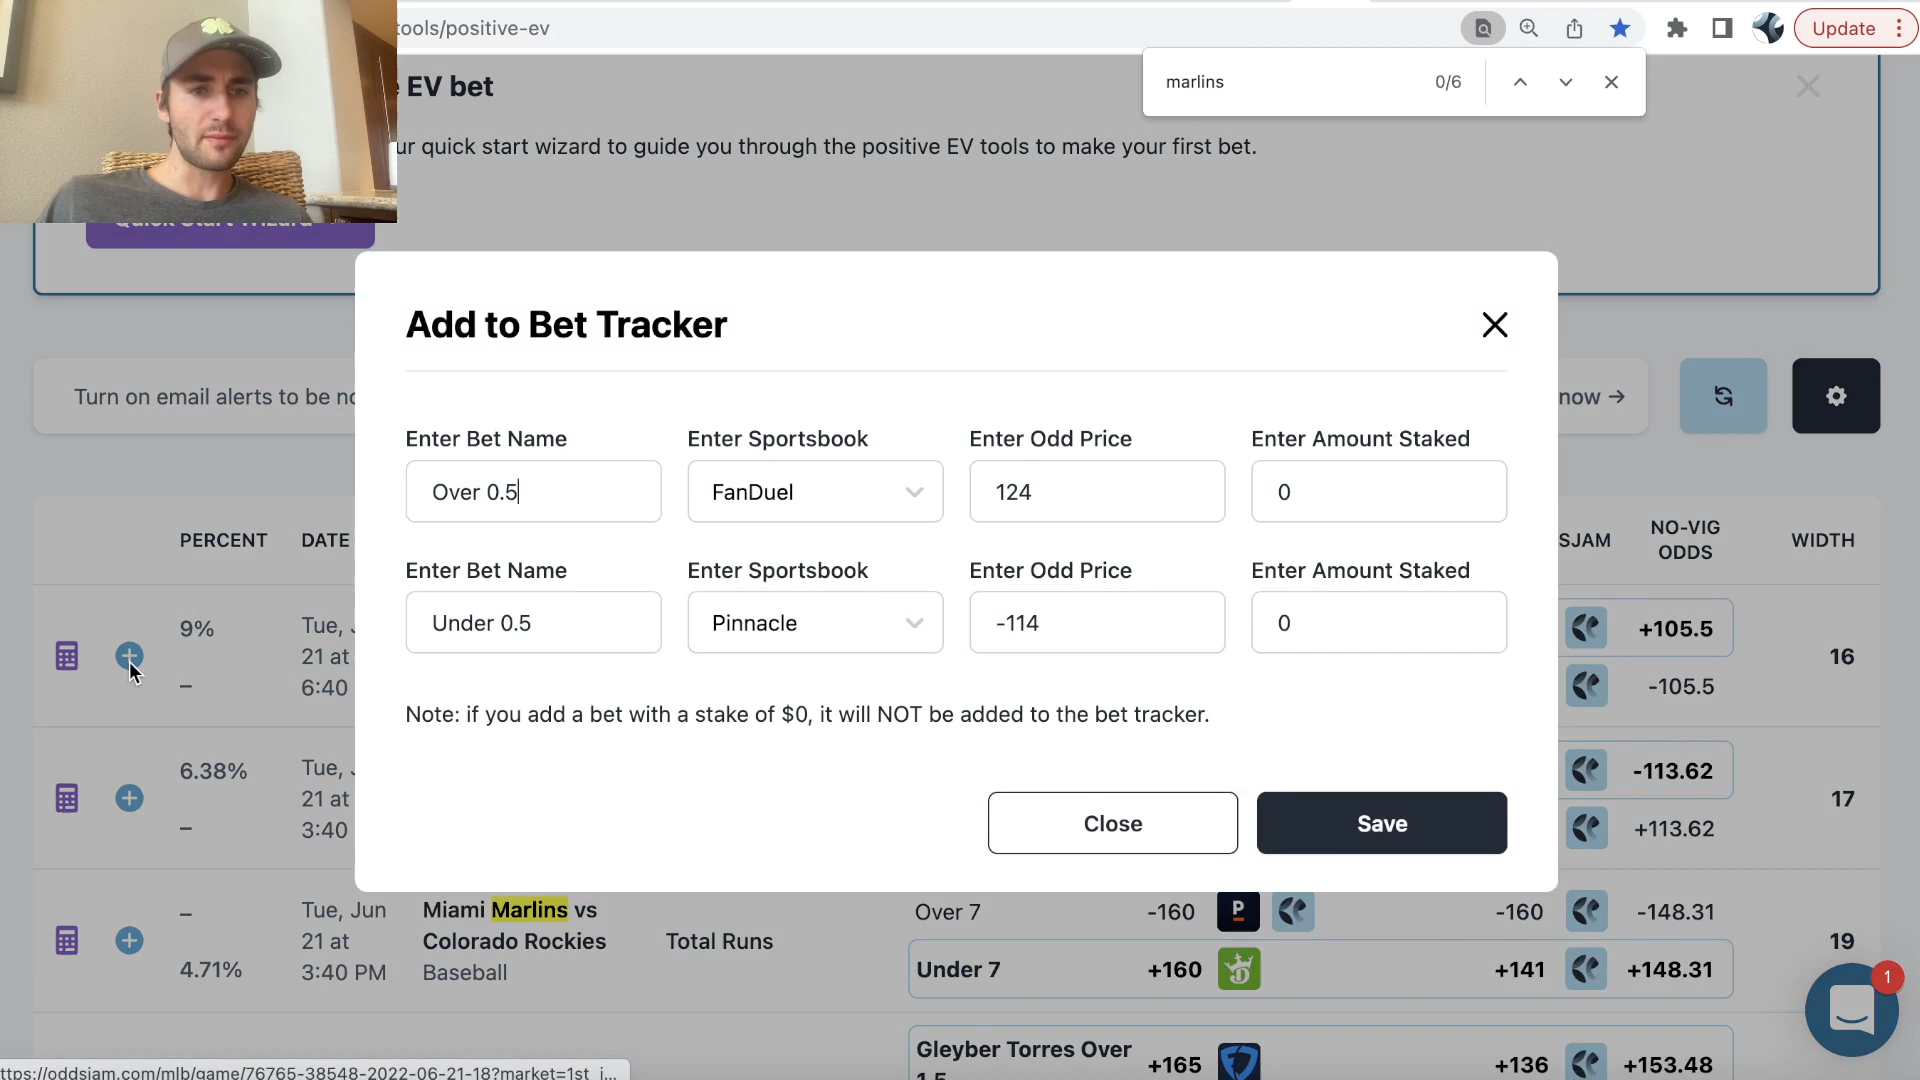 tools/positive-ev
Update
marlins
0/6
EV bet
ur quick start wizard to guide you through the positive EV tools to make your first bet.
Quick Start Wizard
Add to Bet Tracker
Turn on email alerts to be no
now →
Enter Bet Name
Enter Sportsbook
Enter Odd Price
Enter Amount Staked
Over 0.5
FanDuel
124
0
Enter Bet Name
Enter Sportsbook
Enter Odd Price
Enter Amount Staked
Under 0.5
Pinnacle
-114
0
Note: if you add a bet with a stake of $0, it will NOT be added to the bet tracker.
Close
Save
PERCENT
DATE
SJAM
NO-VIG
ODDS
WIDTH
9%
–
Tue, J
21 at
6:40
+105.5
-105.5
16
6.38%
–
Tue, J
21 at
3:40
-113.62
+113.62
17
–
4.71%
Tue, Jun
21 at
3:40 PM
Miami Marlins vs
Colorado Rockies
Baseball
Total Runs
Over 7
-160
P
-160
-148.31
Under 7
+160
+141
+148.31
19
1
Gleyber Torres Over
1.5
+165
+136
+153.48
ttps://oddsjam.com/mlb/game/76765-38548-2022-06-21-18?market=1st_i...